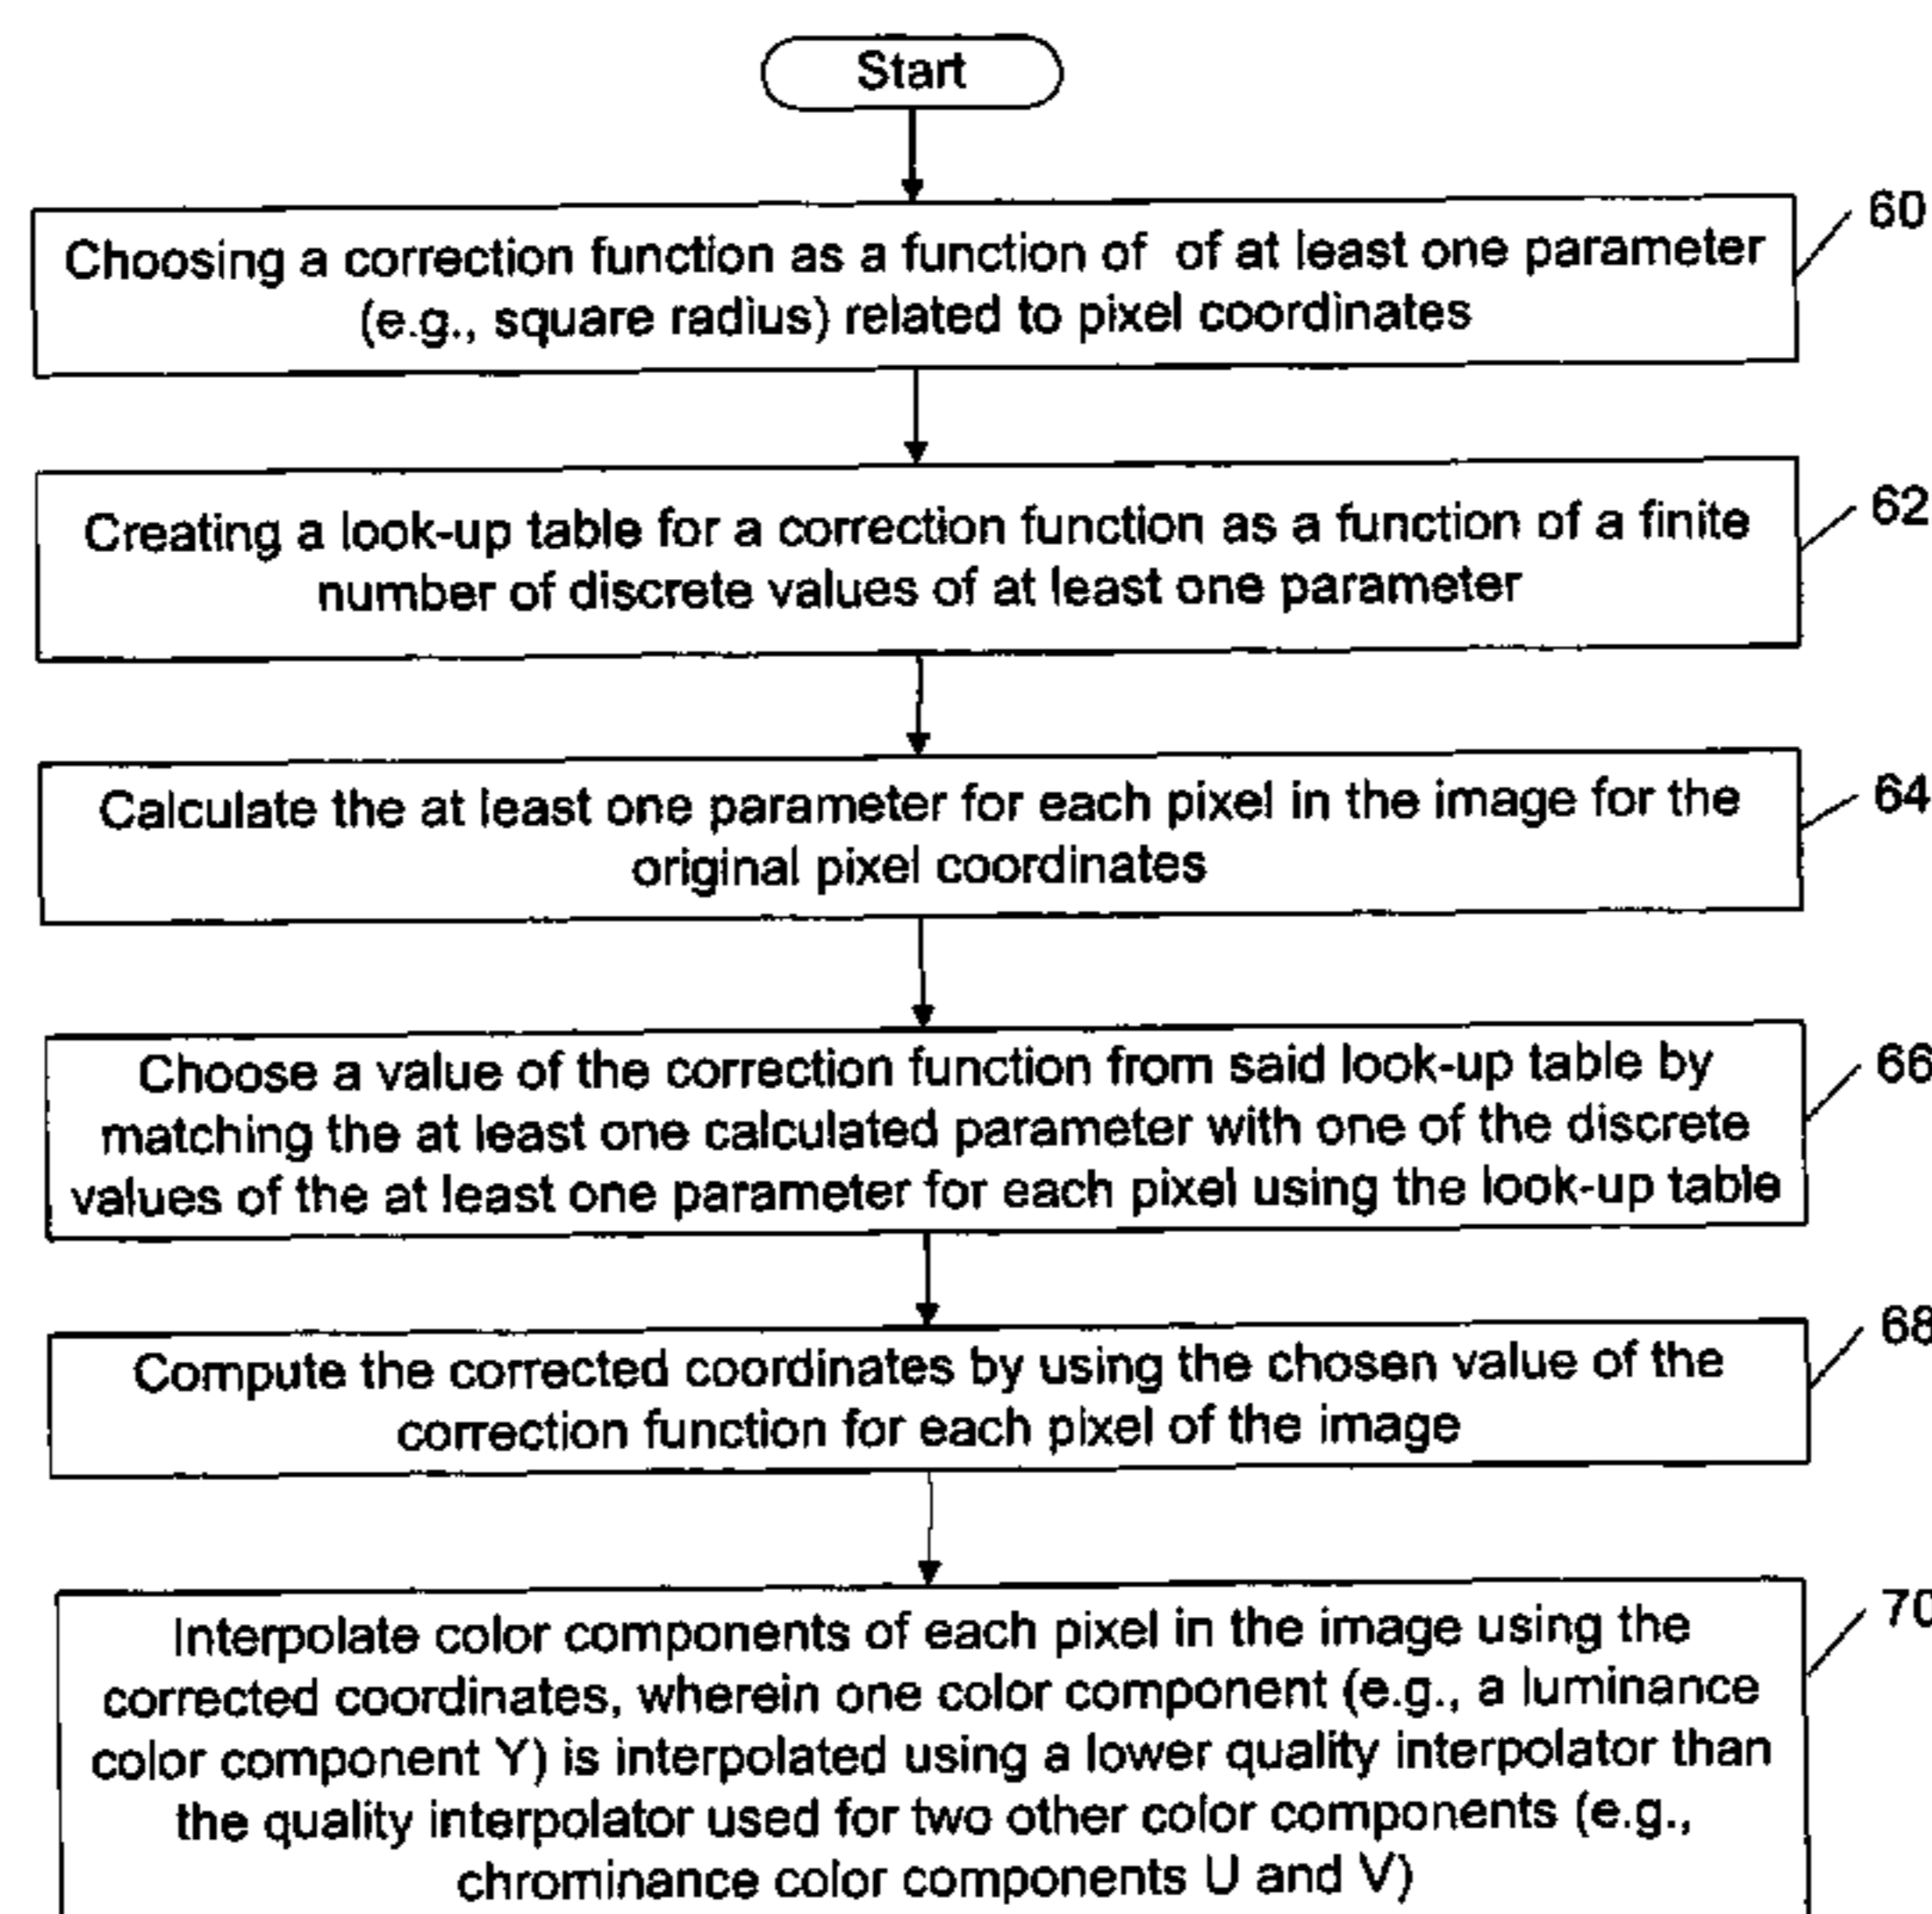 Start
60
Choosing a correction function as a function of of at least one parameter
(e.g., square radius) related to pixel coordinates
62
Creating a look-up table for a correction function as a function of a finite
number of discrete values of at least one parameter
64
Calculate the at least one parameter for each pixel in the image for the
original pixel coordinates
66
Choose a value of the correction function from said look-up table by
matching the at least one calculated parameter with one of the discrete
values of the at least one parameter for each pixel using the look-up table
68
Compute the corrected coordinates by using the chosen value of the
correction function for each pixel of the image
70
Interpolate color components of each pixel in the image using the
corrected coordinates, wherein one color component (e.g., a luminance
color component Y) is interpolated using a lower quality interpolator than
the quality interpolator used for two other color components (e.g.,
chrominance color components U and V)